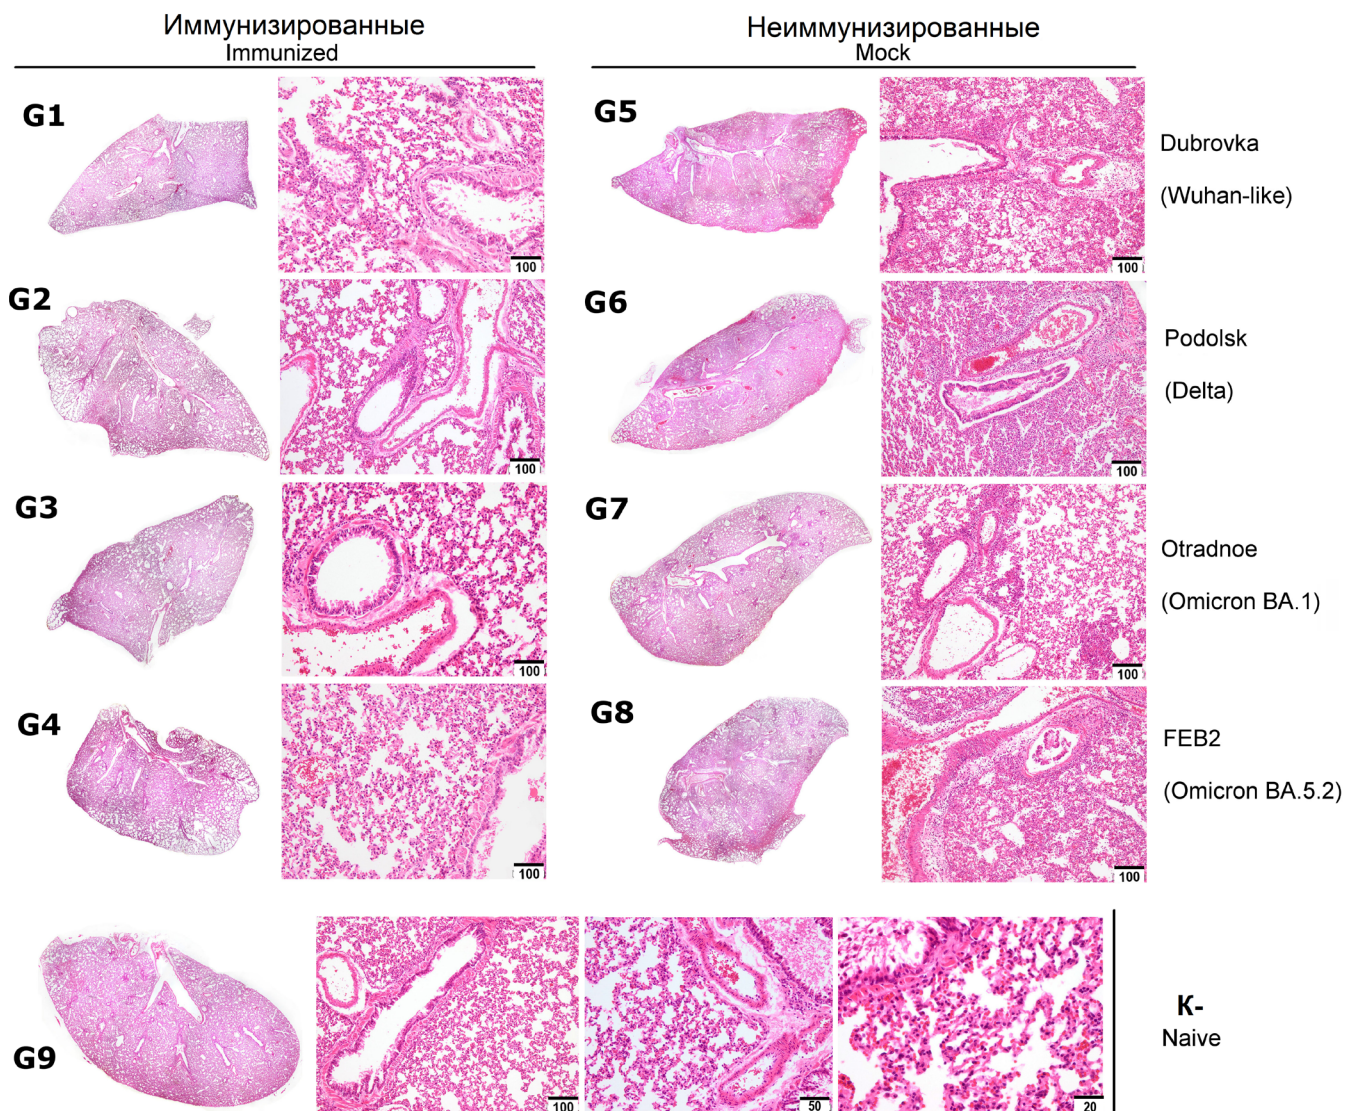 Иммунизированные
Immunized
Неиммунизированные
Mock
G1
100
G5
100
Dubrovka
(Wuhan-like)
G2
100
G6
100
Podolsk
(Delta)
G3
100
G7
100
Otradnoe
(Omicron BA.1)
G4
100
G8
100
FEB2
(Omicron BA.5.2)
G9
100
50
20
К-
Naive